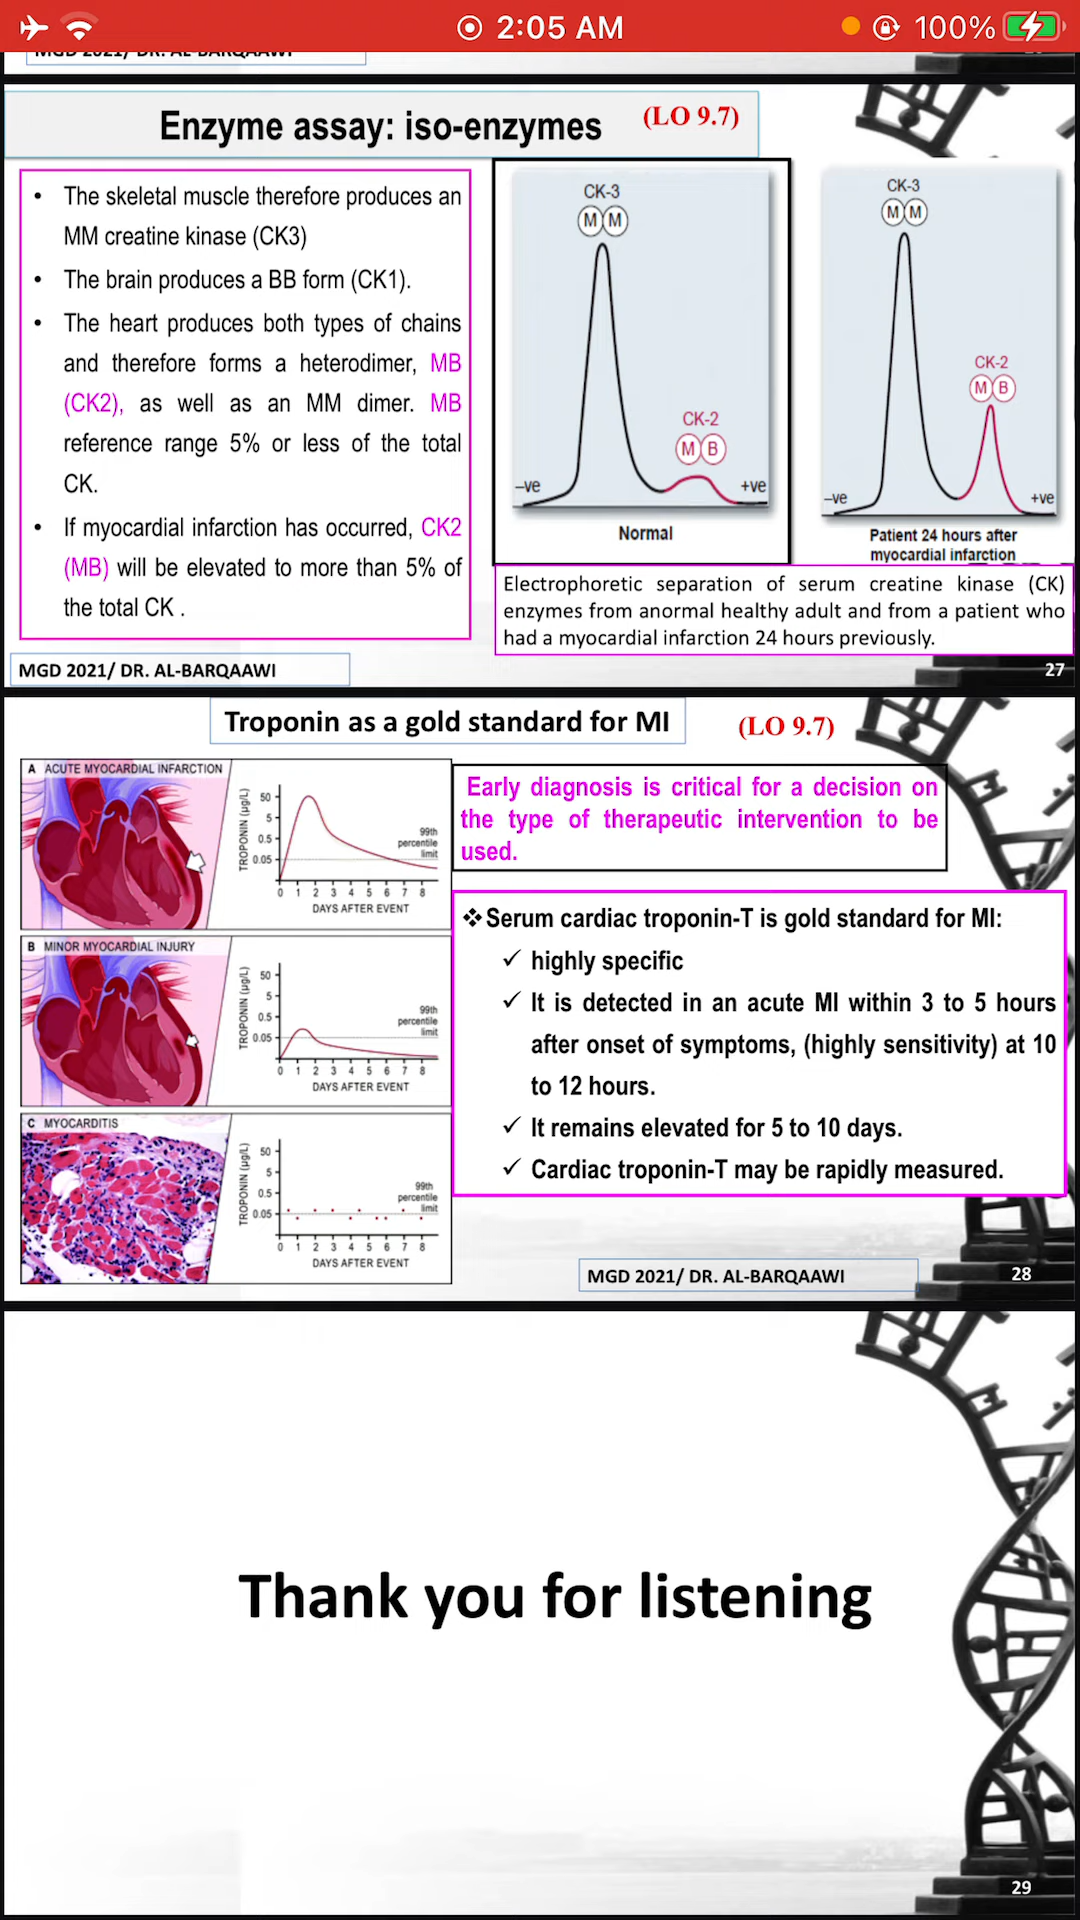 2:05 AM
100%
MGD 2021/ DR. AL-BARQAAWI
Enzyme assay: iso-enzymes
(LO 9.7)
• The skeletal muscle therefore produces an
MM creatine kinase (CK3)
• The brain produces a BB form (CK1).
• The heart produces both types of chains
and therefore forms a heterodimer, MB
(CK2), as well as an MM dimer. MB
reference range 5% or less of the total
CK.
• If myocardial infarction has occurred, CK2
(MB) will be elevated to more than 5% of
the total CK .
CK-3
M M
CK-2
M B
–ve
+ve
Normal
CK-3
M M
CK-2
M B
–ve
+ve
Patient 24 hours after
myocardial infarction
Electrophoretic separation of serum creatine kinase (CK)
enzymes from anormal healthy adult and from a patient who
had a myocardial infarction 24 hours previously.
MGD 2021/ DR. AL-BARQAAWI
27
Troponin as a gold standard for MI
(LO 9.7)
A ACUTE MYOCARDIAL INFARCTION
TROPONIN (µg/L)
50
5
0.5
0.05
99th
percentile
limit
0 1 2 3 4 5 6 7 8
DAYS AFTER EVENT
B MINOR MYOCARDIAL INJURY
TROPONIN (µg/L)
50
5
0.5
0.05
99th
percentile
limit
0 1 2 3 4 5 6 7 8
DAYS AFTER EVENT
C MYOCARDITIS
TROPONIN (µg/L)
50
5
0.5
0.05
99th
percentile
limit
0 1 2 3 4 5 6 7 8
DAYS AFTER EVENT
Early diagnosis is critical for a decision on
the type of therapeutic intervention to be
used.
❖ Serum cardiac troponin-T is gold standard for MI:
✓ highly specific
✓ It is detected in an acute MI within 3 to 5 hours
after onset of symptoms, (highly sensitivity) at 10
to 12 hours.
✓ It remains elevated for 5 to 10 days.
✓ Cardiac troponin-T may be rapidly measured.
MGD 2021/ DR. AL-BARQAAWI
28
Thank you for listening
29